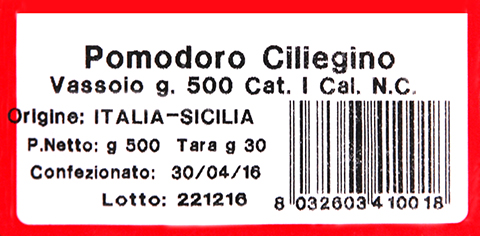 Pomodoro Ciliegino
Vassoio g. 500 Cat. I Cal. N.C.
Origine: ITALIA-SICILIA
P.Netto: g 500 Tara g 30
Confezionato: 30/04/16
Lotto: 221216
8 032603 410018